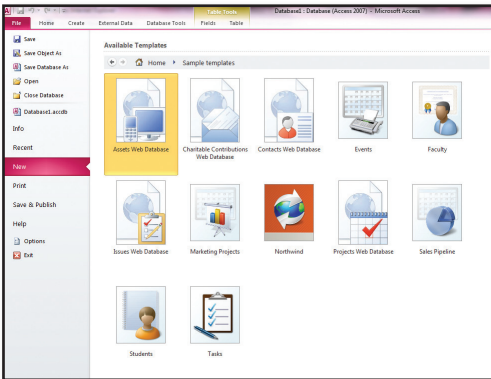 Table Tools
Database1 : Database (Access 2007) - Microsoft Access
File Home Create External Data Database Tools Fields Table
Save
Save Object As
Save Database As
Open
Close Database
Database1.accdb
Info
Recent
New
Print
Save & Publish
Help
Options
Exit
Available Templates
Home Sample templates
Assets Web Database
Charitable Contributions
Web Database
Contacts Web Database
Events
Faculty
Issues Web Database
Marketing Projects
Northwind
Projects Web Database
Sales Pipeline
Students
Tasks